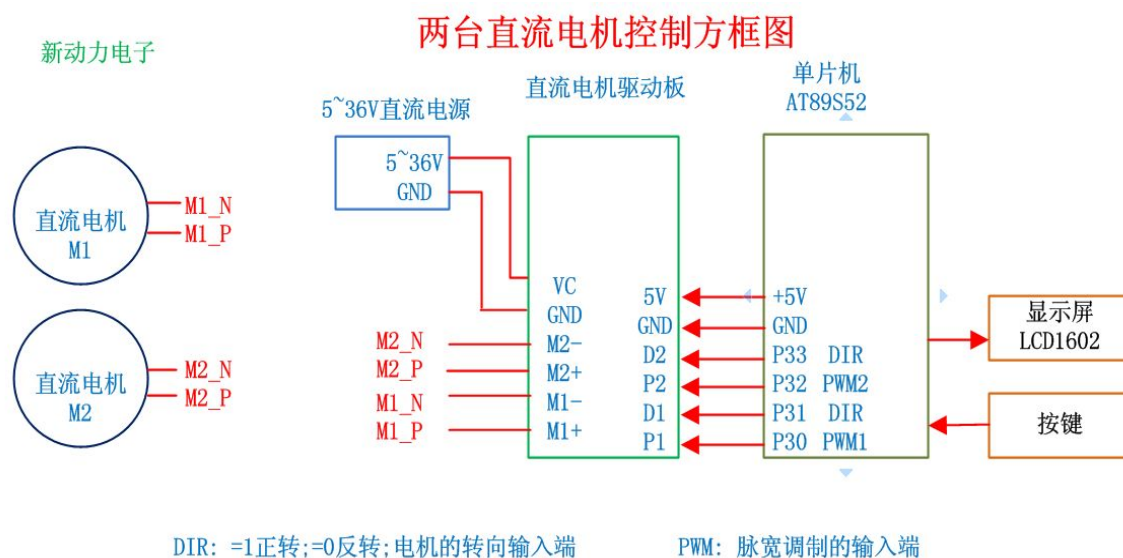 两台直流电机控制方框图
新动力电子
单片机
AT89S52
直流电机驱动板
5~36V直流电源
5~36V
GND
直流电机
M1
M1_N
M1_P
直流电机
M2
M2_N
M2_P
VC
GND
M2-
M2+
M1-
M1+
M2_N
M2_P
M1_N
M1_P
5V
GND
D2
P2
D1
P1
+5V
GND
P33 DIR
P32 PWM2
P31 DIR
P30 PWM1
显示屏
LCD1602
按键
DIR: =1正转;=0反转;电机的转向输入端
PWM: 脉宽调制的输入端